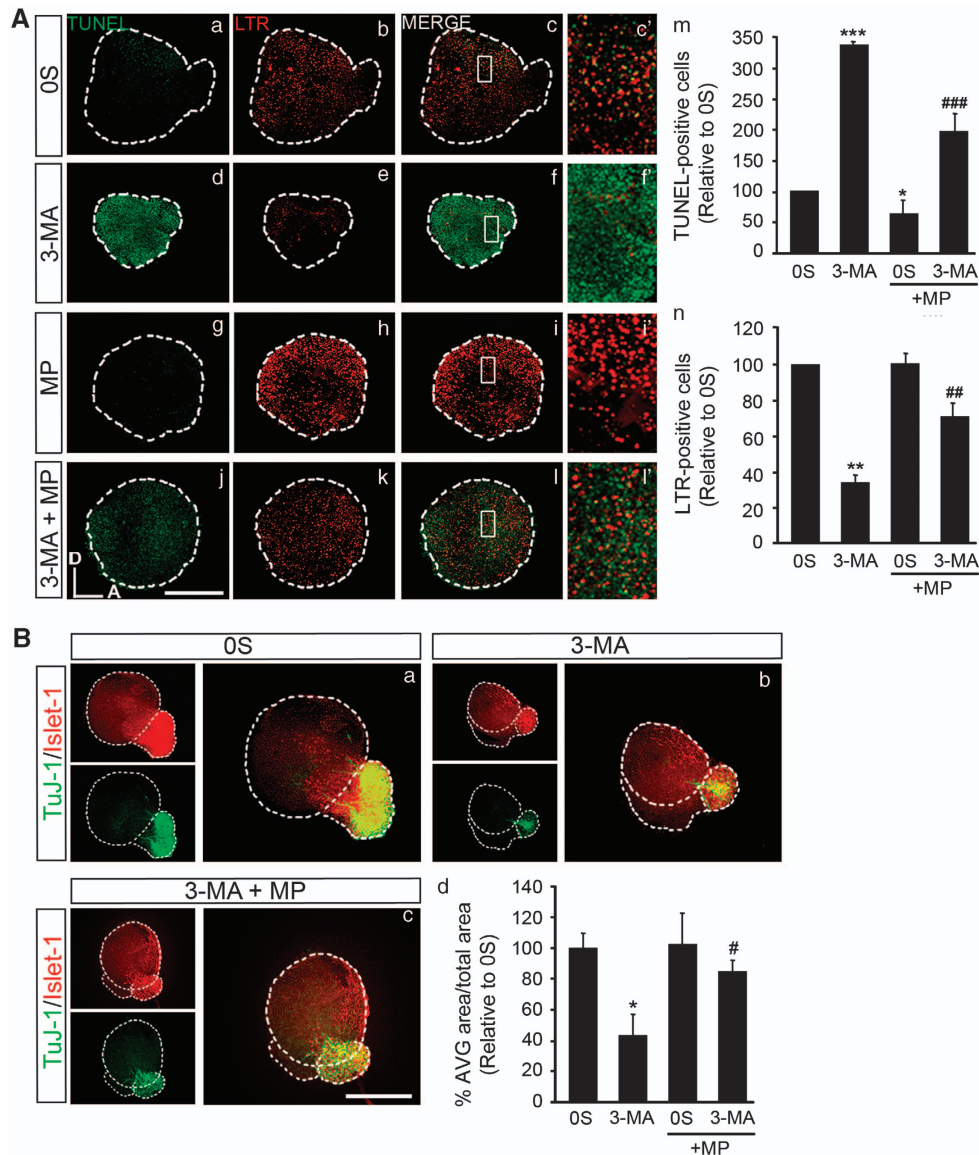 A
TUNEL a LTR b MERGE c c'
0S
d e f f'
3-MA
g h i i'
MP
j k l l'
3-MA + MP
D
A
m
TUNEL-positive cells
(Relative to 0S)
350
300
250
200
150
100
50
0
***
*
###
0S 3-MA 0S 3-MA
+MP
n
LTR-positive cells
(Relative to 0S)
120
100
80
60
40
20
0
**
##
0S 3-MA 0S 3-MA
+MP
B
0S
3-MA
TuJ-1/Islet-1
a
b
3-MA + MP
TuJ-1/Islet-1
c
d
% AVG area/total area
(Relative to 0S)
140
120
100
80
60
40
20
0
*
#
0S 3-MA 0S 3-MA
+MP